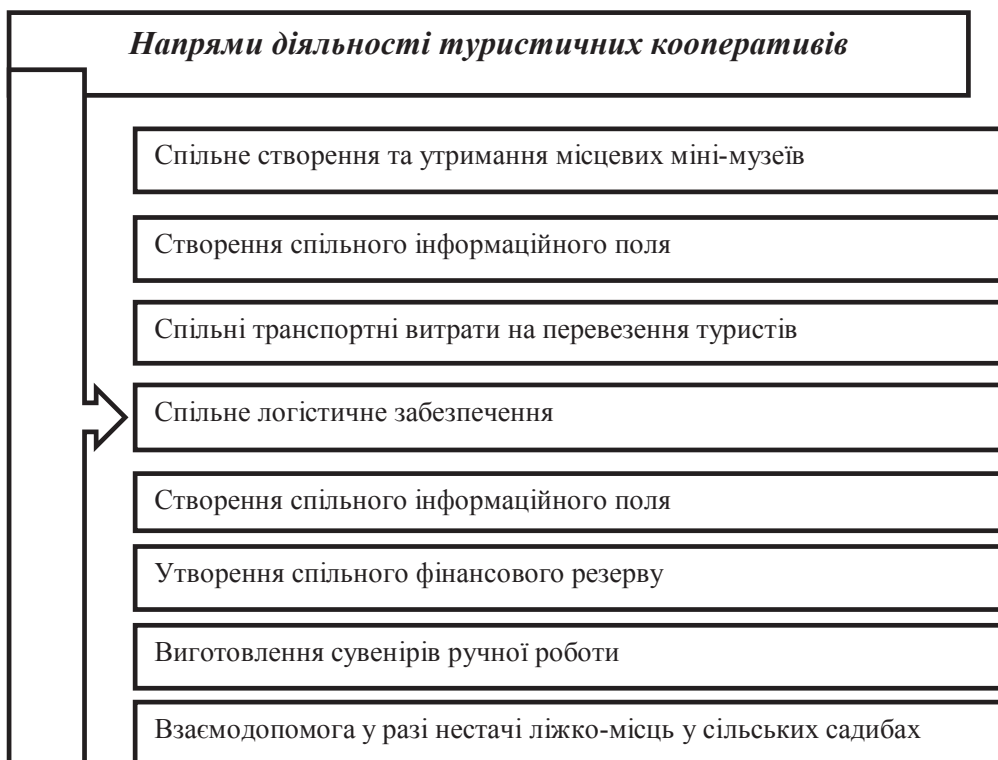 Напрями діяльності туристичних кооперативів
Спільне створення та утримання місцевих міні-музеїв
Створення спільного інформаційного поля
Спільні транспортні витрати на перевезення туристів
Спільне логістичне забезпечення
Створення спільного інформаційного поля
Утворення спільного фінансового резерву
Виготовлення сувенірів ручної роботи
Взаємодопомога у разі нестачі ліжко-місць у сільських садибах